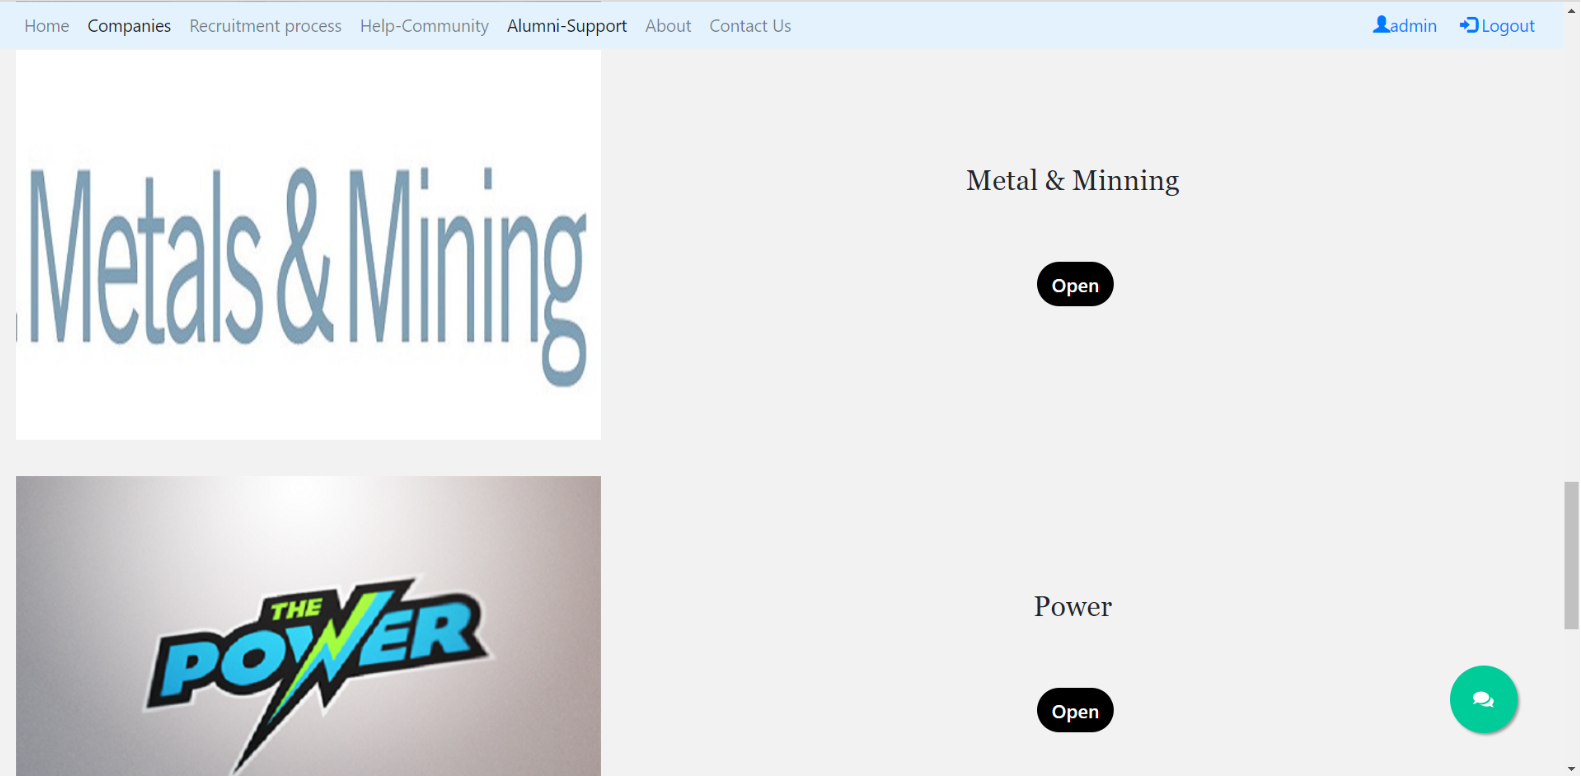 Home Companies Recruitment process Help-Community Alumni-Support About Contact Us admin Logout
Metals & Mining
Metal & Minning
Open
THE
POWER
Power
Open